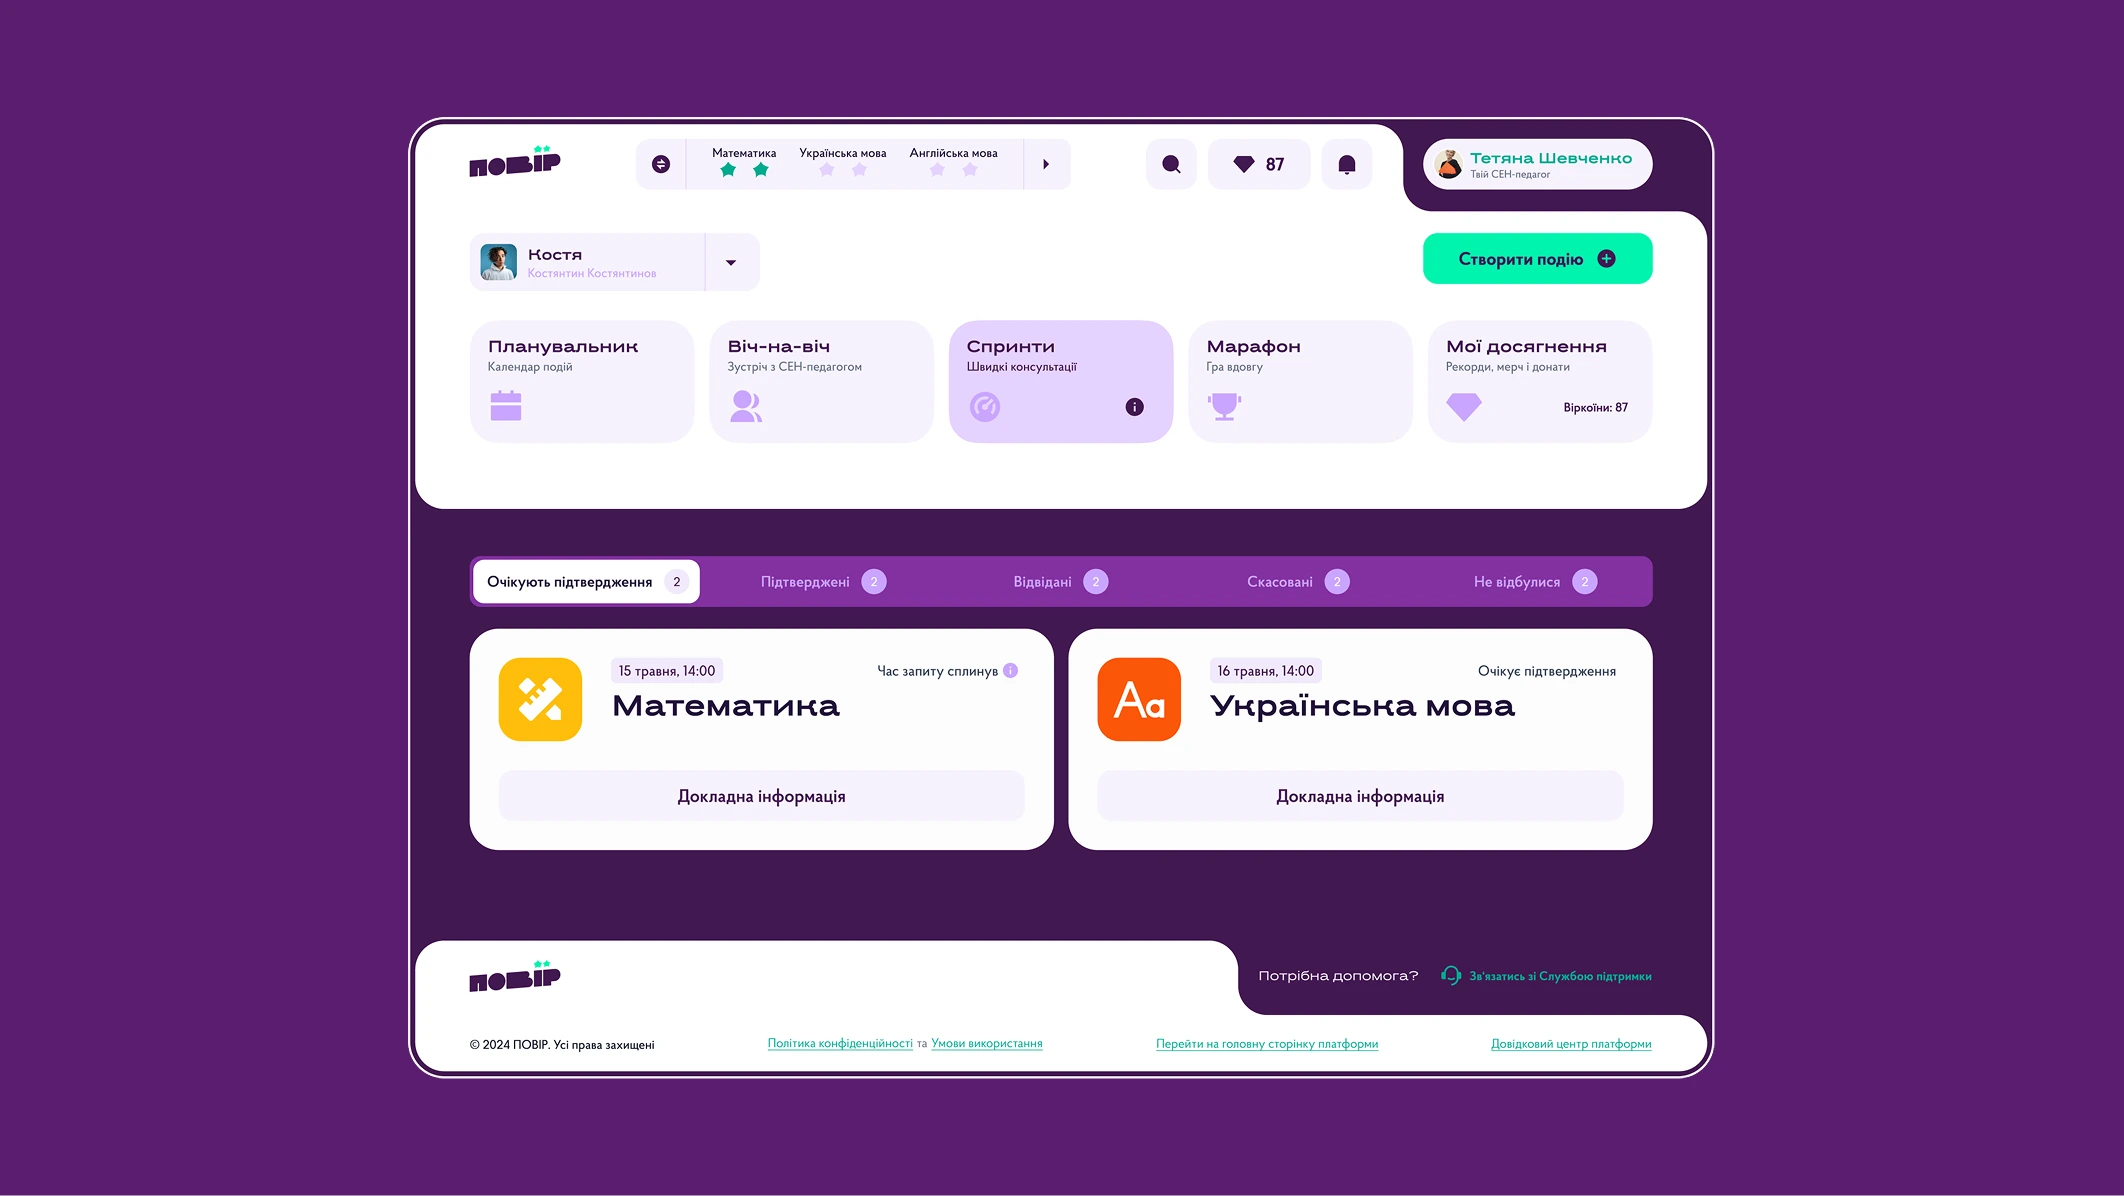 ПОВІР
Математика
Українська мова
Англійська мова
87
Тетяна Шевченко
Твій СЕН-педагог
Костя
Костянтин Костянтинов
Створити подію
Планувальник
Календар подій
Віч-на-віч
Зустріч з СЕН-педагогом
Спринти
Швидкі консультації
Марафон
Гра вдовгу
Мої досягнення
Рекорди, мерч і донати
Віркоїни: 87
Очікують підтвердження 2
Підтверджені 2
Відвідані 2
Скасовані 2
Не відбулися 2
15 травня, 14:00
Час запиту сплинув
Математика
Докладна інформація
16 травня, 14:00
Очікує підтвердження
Українська мова
Докладна інформація
ПОВІР
Потрібна допомога?
Зв'язатись зі Службою підтримки
© 2024 ПОВІР. Усі права захищені
Політика конфіденційності та Умови використання
Перейти на головну сторінку платформи
Довідковий центр платформи